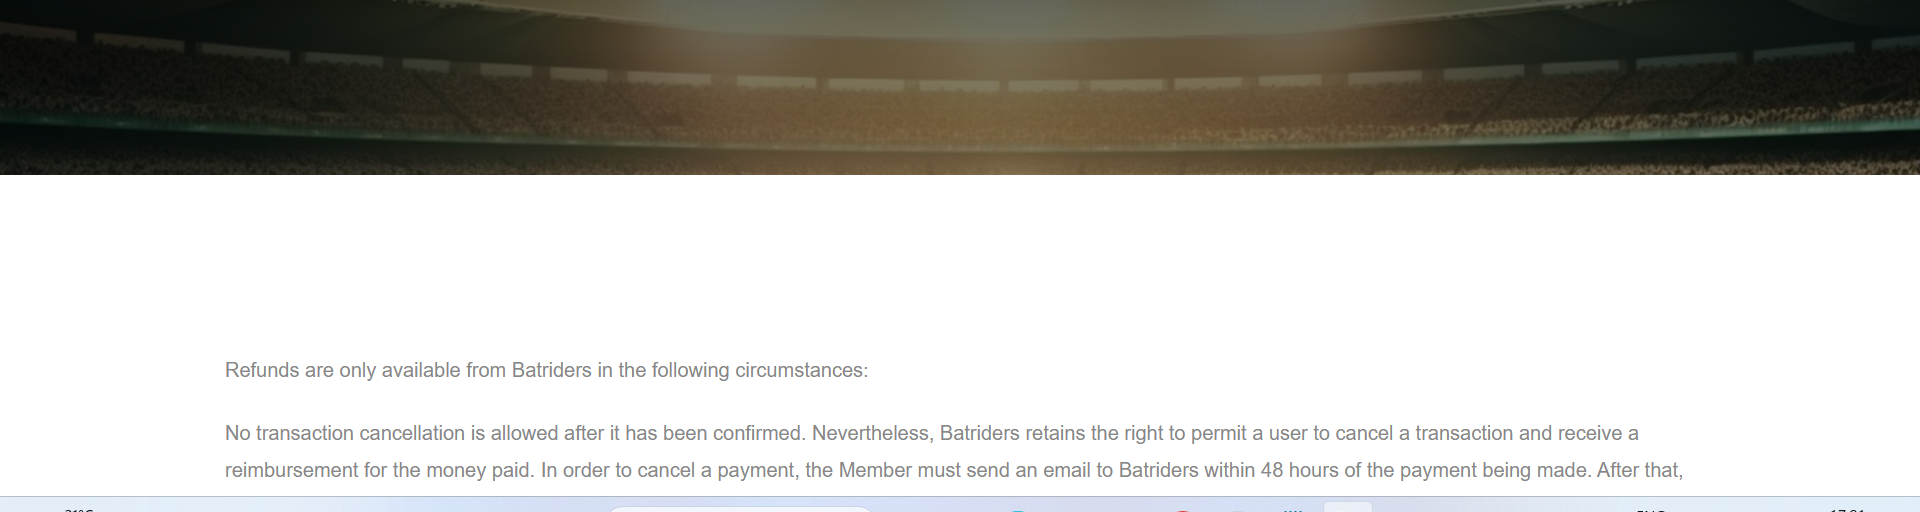 Refunds are only available from Batriders in the following circumstances:
No transaction cancellation is allowed after it has been confirmed. Nevertheless, Batriders retains the right to permit a user to cancel a transaction and receive a
reimbursement for the money paid. In order to cancel a payment, the Member must send an email to Batriders within 48 hours of the payment being made. After that,